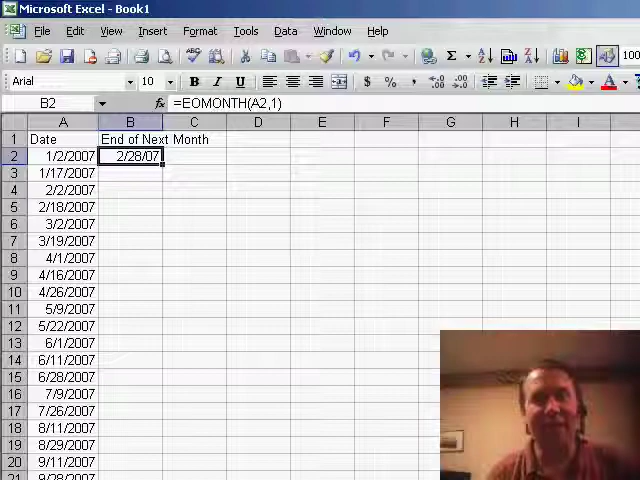 Microsoft Excel - Book1
File Edit View Insert Format Tools Data Window Help
Σ 100
Arial 10 B I U $ % , A
B2 fx =EOMONTH(A2,1)
A B C D E F G H I
1 Date End of Next Month
2 1/2/2007 2/28/07
3 1/17/2007
4 2/2/2007
5 2/18/2007
6 3/2/2007
7 3/19/2007
8 4/1/2007
9 4/16/2007
10 4/26/2007
11 5/9/2007
12 5/22/2007
13 6/1/2007
14 6/11/2007
15 6/28/2007
16 7/9/2007
17 7/26/2007
18 8/11/2007
19 8/29/2007
20 9/11/2007
21 9/28/2007